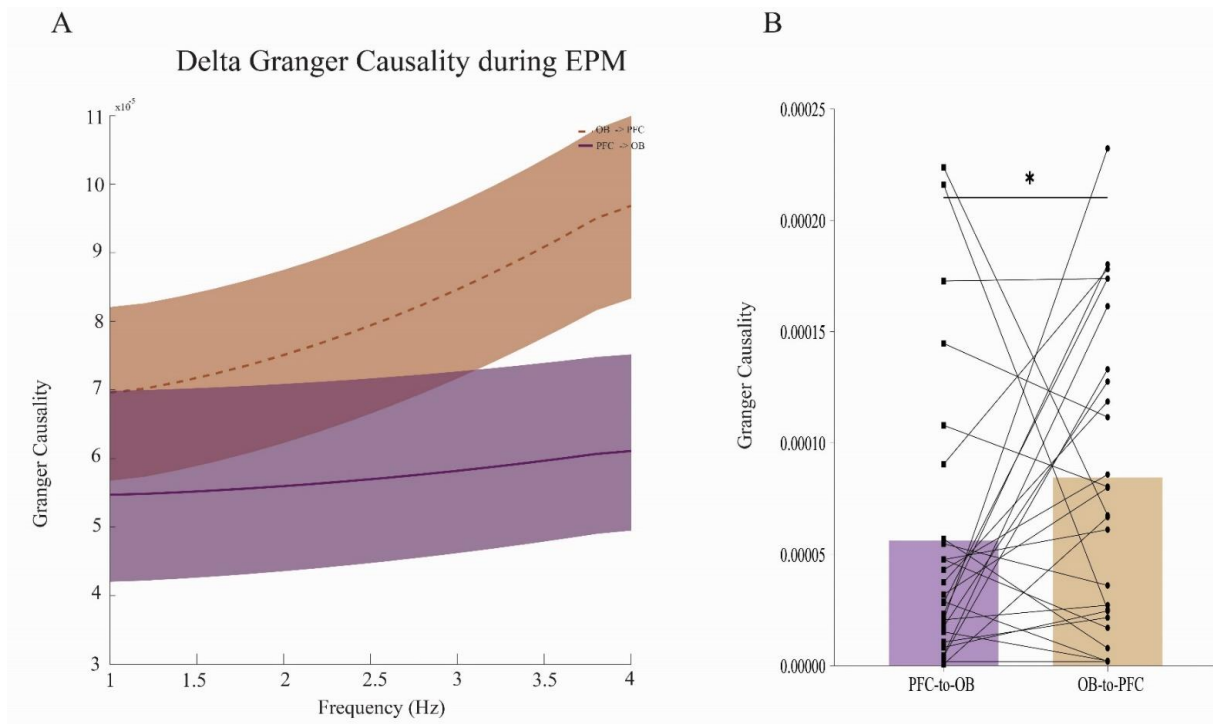 A
Delta Granger Causality during EPM
x10⁻⁵
11
10
9
8
7
6
5
4
3
Granger Causality
OB -> PFC
PFC -> OB
1
1.5
2
2.5
3
3.5
4
Frequency (Hz)
B
0.00025
0.00020
0.00015
0.00010
0.00005
0.00000
Granger Causality
*
PFC-to-OB
OB-to-PFC